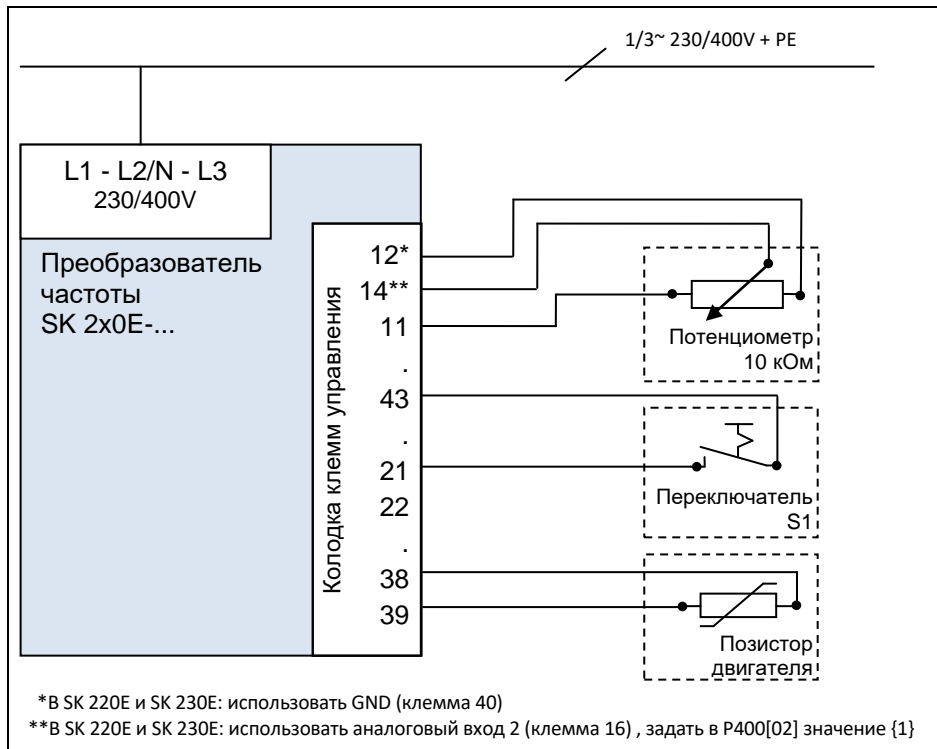 1/3~ 230/400V + PE
L1 - L2/N - L3
230/400V
Преобразователь
частоты
SK 2x0E-...
Колодка клемм управления
12*
14**
11
.
43
.
21
22
.
38
39
Потенциометр
10 кОм
Переключатель
S1
Позистор
двигателя
*В SK 220E и SK 230E: использовать GND (клемма 40)
**В SK 220E и SK 230E: использовать аналоговый вход 2 (клемма 16) , задать в P400[02] значение {1}